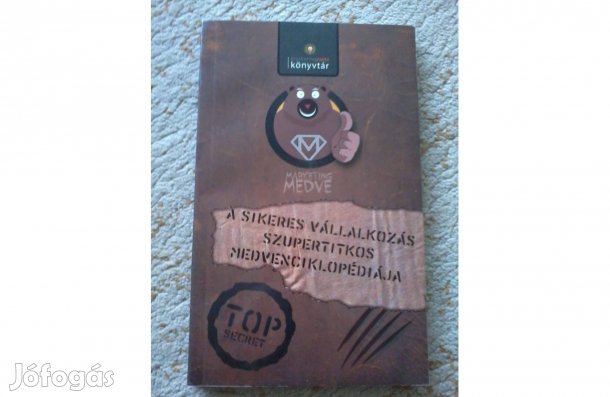 könyvtár
M
MARKETING
MEDVE
A SIKERES VÁLLALKOZÁS
SZUPERTITKOS
MEDVENCIKLOPÉDIÁJA
TOP
SECRET
Jófogás